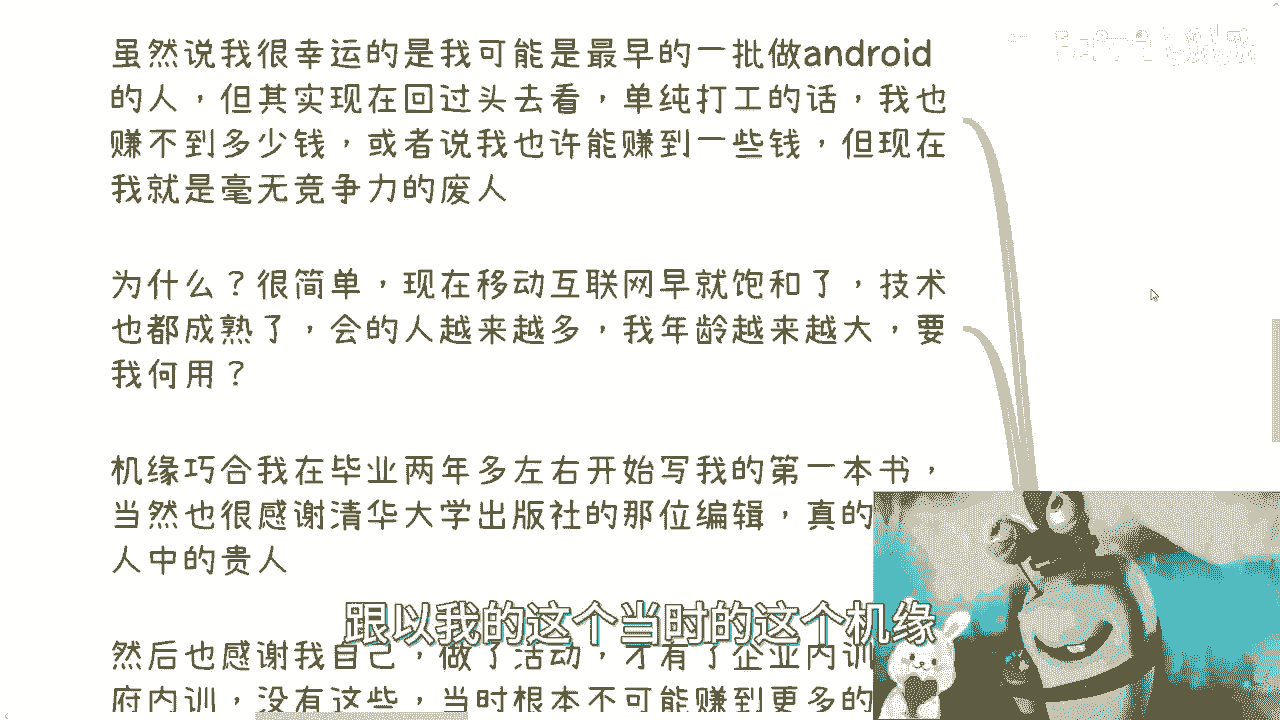 虽然说我很幸运的是我可能是最早的一批做android
的人，但其实现在回过头去看，单纯打工的话，我也
赚不到多少钱，或者说我也许能赚到一些钱，但现在
我就是毫无竞争力的废人
为什么？很简单，现在移动互联网早就饱和了，技术
也都成熟了，会的人越来越多，我年龄越来越大，要
我何用？
机缘巧合我在毕业两年多左右开始写我的第一本书，
当然也很感谢清华大学出版社的那位编辑，真的
人中的贵人
跟以我的这个当时的这个机缘
然后也感谢我自己，做了活动，才有了企业内训
府内训，没有这些，当时根本不可能赚到更多的